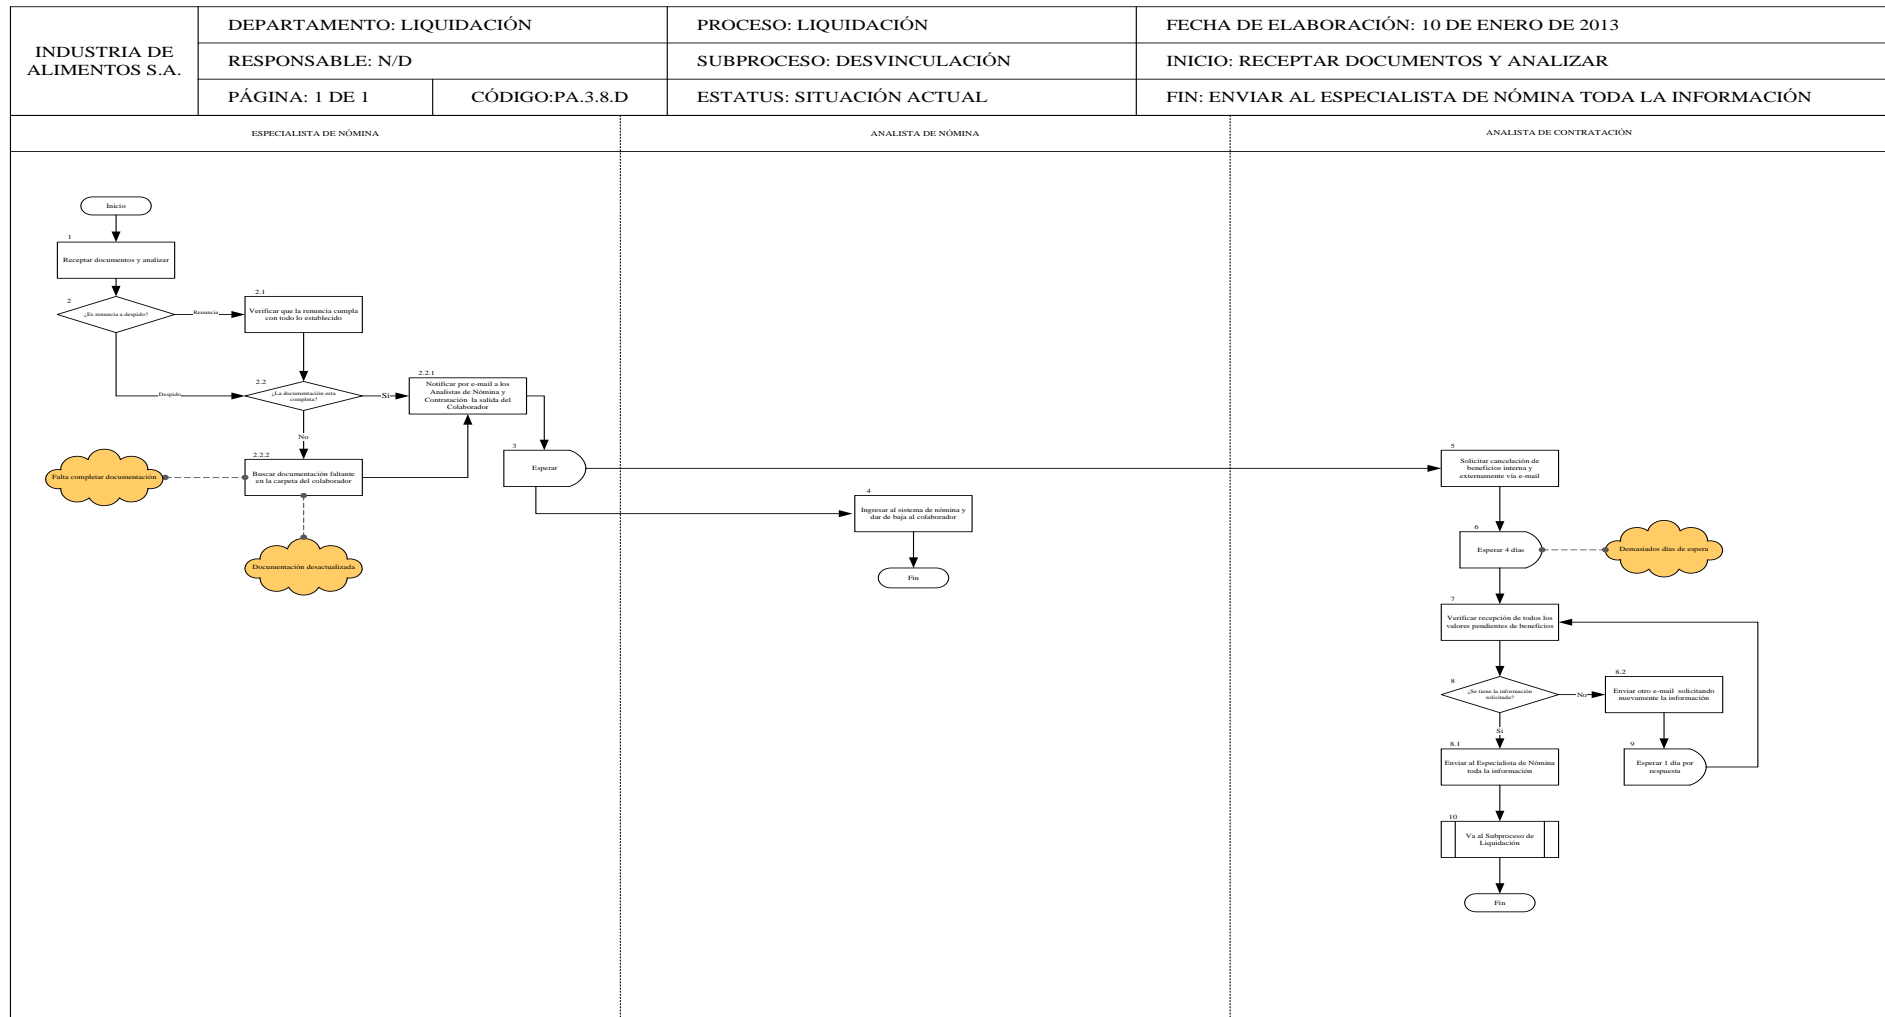 INDUSTRIA DE
ALIMENTOS S.A.
DEPARTAMENTO: LIQUIDACIÓN
PROCESO: LIQUIDACIÓN
FECHA DE ELABORACIÓN: 10 DE ENERO DE 2013
RESPONSABLE: N/D
SUBPROCESO: DESVINCULACIÓN
INICIO: RECEPTAR DOCUMENTOS Y ANALIZAR
PÁGINA: 1 DE 1
CÓDIGO:PA.3.8.D
ESTATUS: SITUACIÓN ACTUAL
FIN: ENVIAR AL ESPECIALISTA DE NÓMINA TODA LA INFORMACIÓN
ESPECIALISTA DE NÓMINA
ANALISTA DE NÓMINA
ANALISTA DE CONTRATACIÓN
Inicio
1
Receptar documentos y analizar
2
¿Es renuncia a despido?
Renuncia
Despido
2.1
Verificar que la renuncia cumpla
con todo lo establecido
2.2
¿La documentación esta
completa?
Si
No
2.2.1
Notificar por e-mail a los
Analistas de Nómina y
Contratación la salida del
Colaborador
2.2.2
Buscar documentación faltante
en la carpeta del colaborador
Falta completar documentación
Documentación desactualizada
3
Esperar
4
Ingresar al sistema de nómina y
dar de baja al colaborador
Fin
5
Solicitar cancelación de
beneficios interna y
externamente vía e-mail
6
Esperar 4 días
Demasiados días de espera
7
Verificar recepción de todos los
valores pendientes de beneficios
8
¿Se tiene la información
solicitada?
No
Si
8.2
Enviar otro e-mail solicitando
nuevamente la información
8.1
Enviar al Especialista de Nómina
toda la información
9
Esperar 1 día por
respuesta
10
Va al Subproceso de
Liquidación
Fin